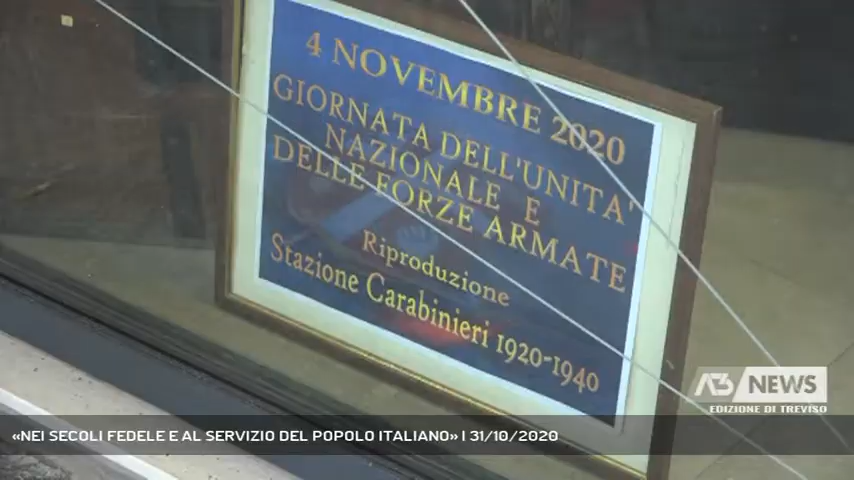 4 NOVEMBRE 2020
GIORNATA DELL'UNITA'
NAZIONALE E
DELLE FORZE ARMATE
Riproduzione
Stazione Carabinieri 1920-1940
A3 NEWS
EDIZIONE DI TREVISO
«NEI SECOLI FEDELE E AL SERVIZIO DEL POPOLO ITALIANO» | 31/10/2020